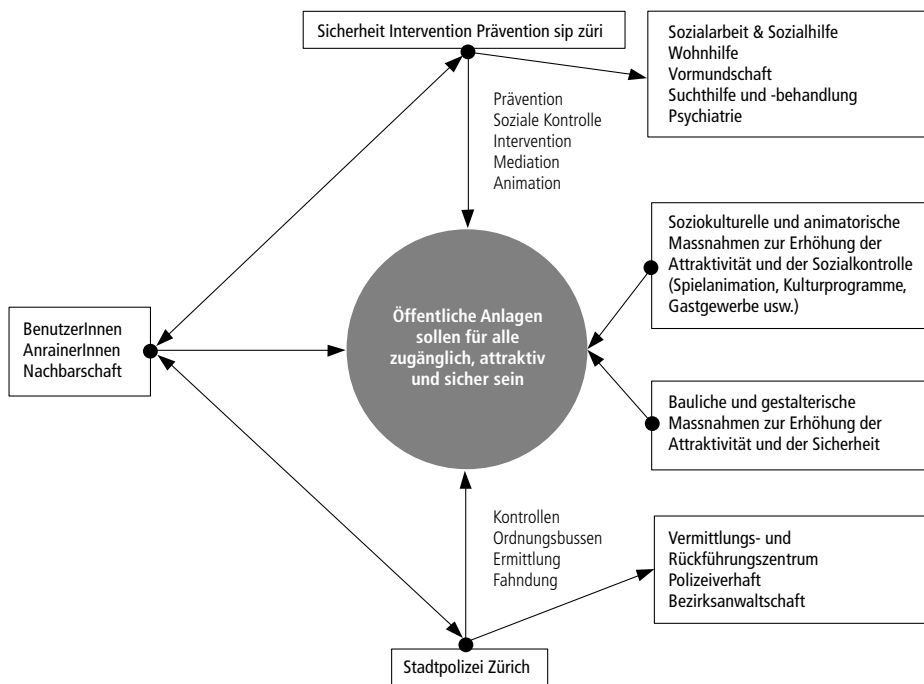 Sicherheit Intervention Prävention sip züri
Sozialarbeit & Sozialhilfe
Wohnhilfe
Vormundschaft
Suchthilfe und -behandlung
Psychiatrie
Prävention
Soziale Kontrolle
Intervention
Mediation
Animation
Soziokulturelle und animatorische
Massnahmen zur Erhöhung der
Attraktivität und der Sozialkontrolle
(Spielanimation, Kulturprogramme,
Gastgewerbe usw.)
BenutzerInnen
AnrainerInnen
Nachbarschaft
Öffentliche Anlagen
sollen für alle
zugänglich, attraktiv
und sicher sein
Bauliche und gestalterische
Massnahmen zur Erhöhung der
Attraktivität und der Sicherheit
Kontrollen
Ordnungsbussen
Ermittlung
Fahndung
Vermittlungs- und
Rückführungszentrum
Polizeiverhaft
Bezirksanwaltschaft
Stadtpolizei Zürich